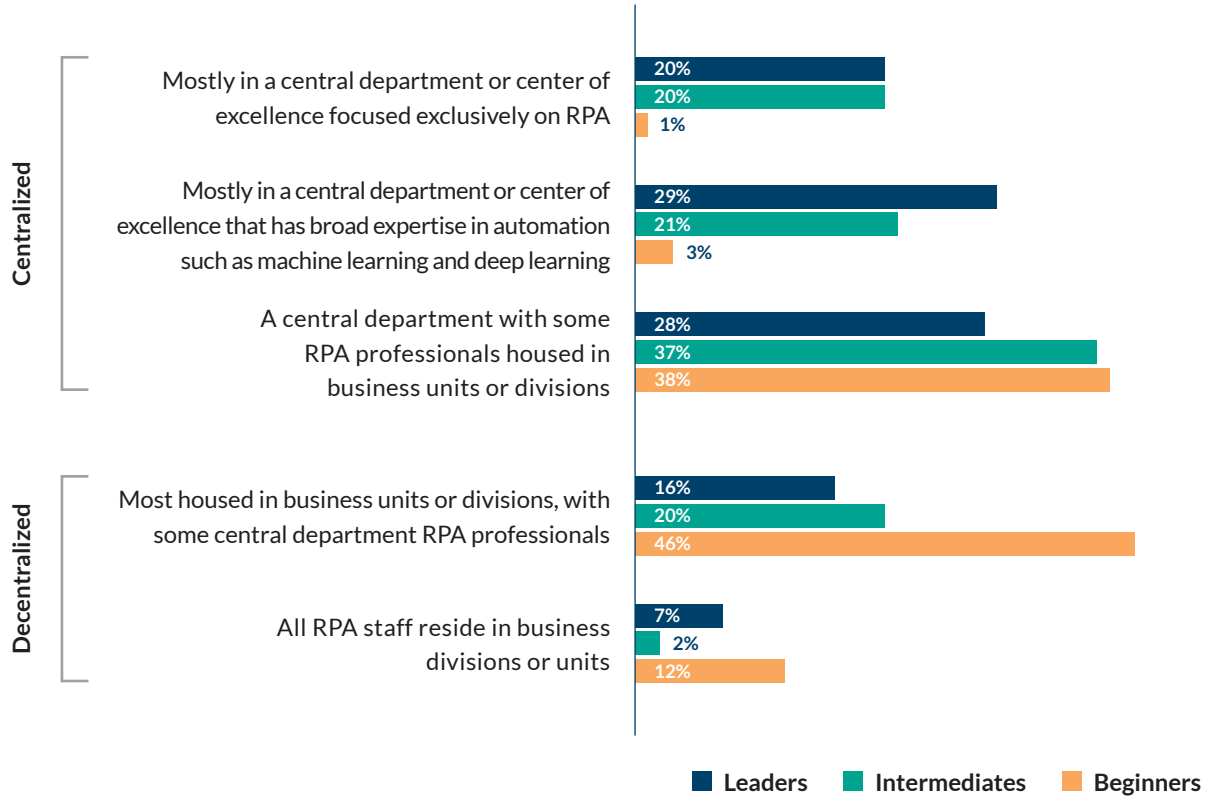 Centralized
Mostly in a central department or center of
excellence focused exclusively on RPA
20%
20%
1%
Mostly in a central department or center of
excellence that has broad expertise in automation
such as machine learning and deep learning
29%
21%
3%
A central department with some
RPA professionals housed in
business units or divisions
28%
37%
38%
Decentralized
Most housed in business units or divisions, with
some central department RPA professionals
16%
20%
46%
All RPA staff reside in business
divisions or units
7%
2%
12%
Leaders Intermediates Beginners